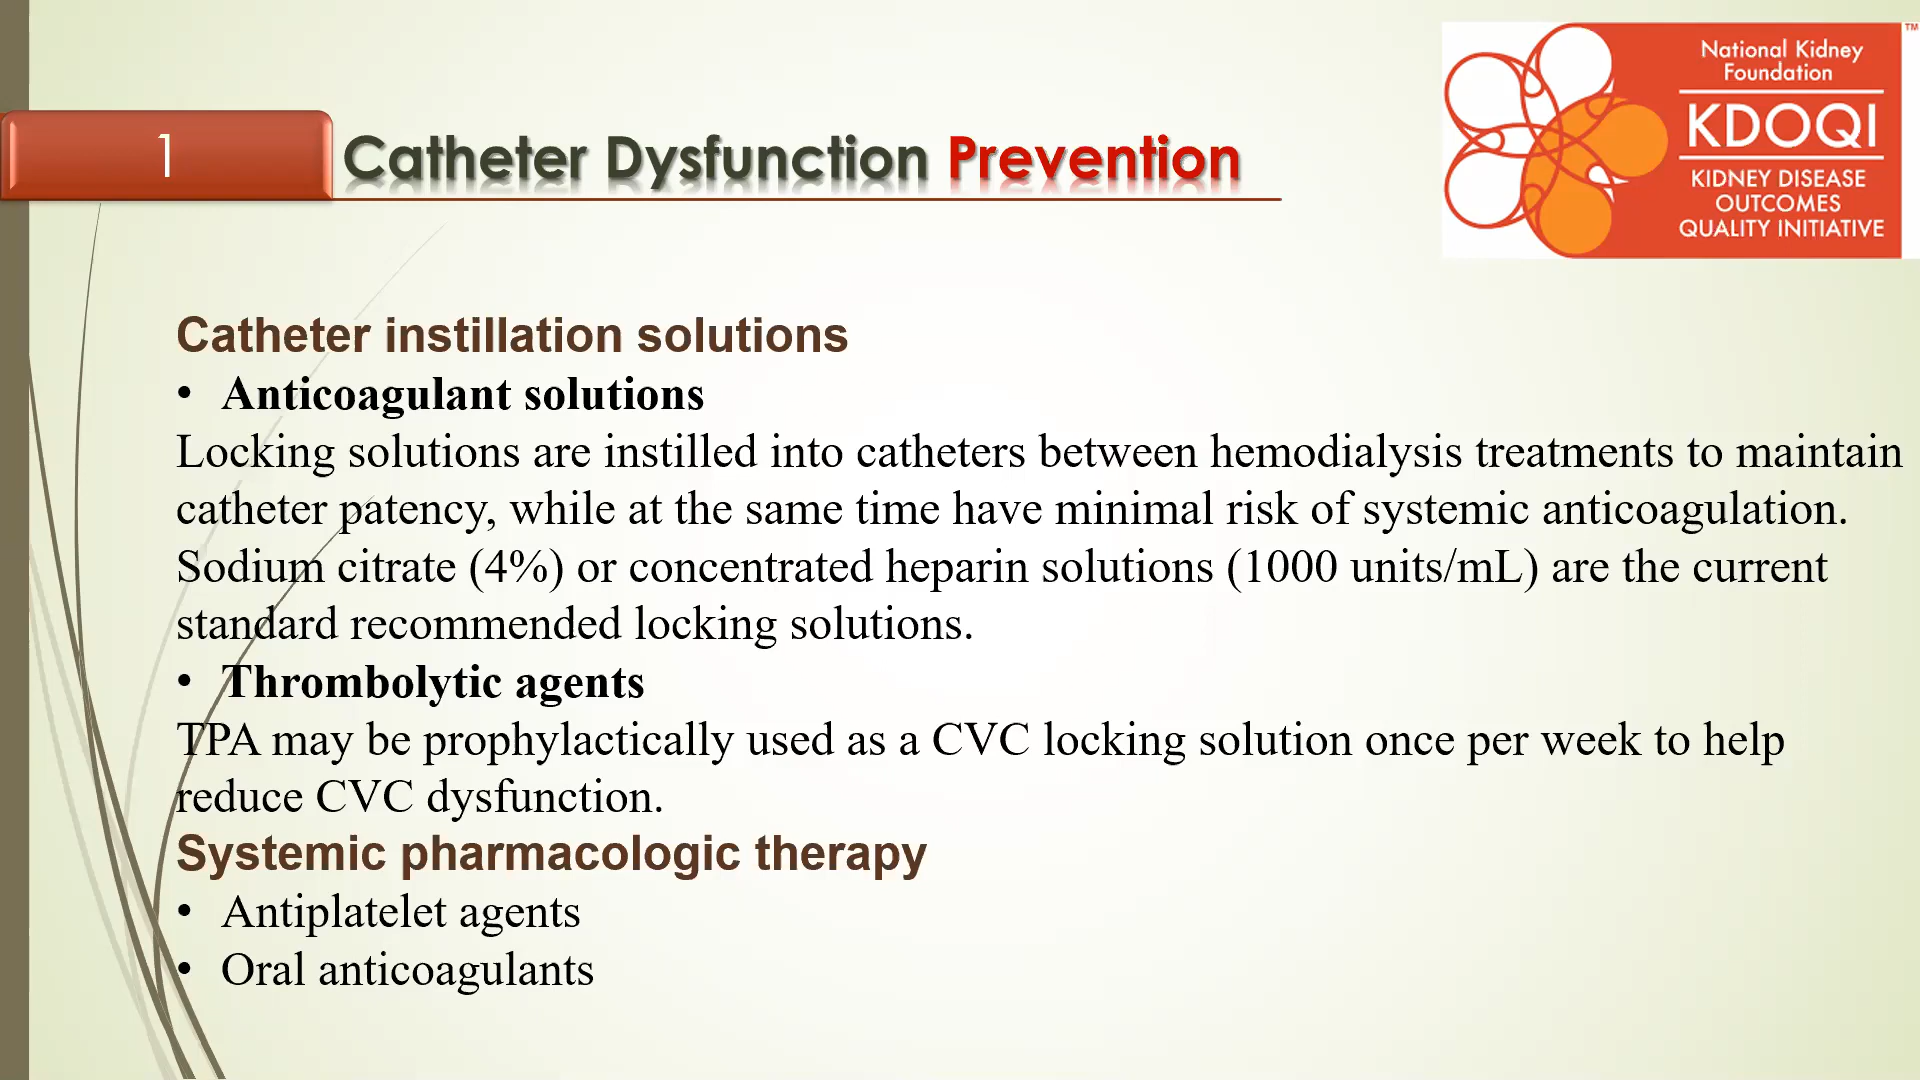 National Kidney
Foundation
™
KDOQI
KIDNEY DISEASE
OUTCOMES
QUALITY INITIATIVE
1
Catheter Dysfunction Prevention
Catheter instillation solutions
• Anticoagulant solutions
Locking solutions are instilled into catheters between hemodialysis treatments to maintain
catheter patency, while at the same time have minimal risk of systemic anticoagulation.
Sodium citrate (4%) or concentrated heparin solutions (1000 units/mL) are the current
standard recommended locking solutions.
• Thrombolytic agents
TPA may be prophylactically used as a CVC locking solution once per week to help
reduce CVC dysfunction.
Systemic pharmacologic therapy
• Antiplatelet agents
• Oral anticoagulants